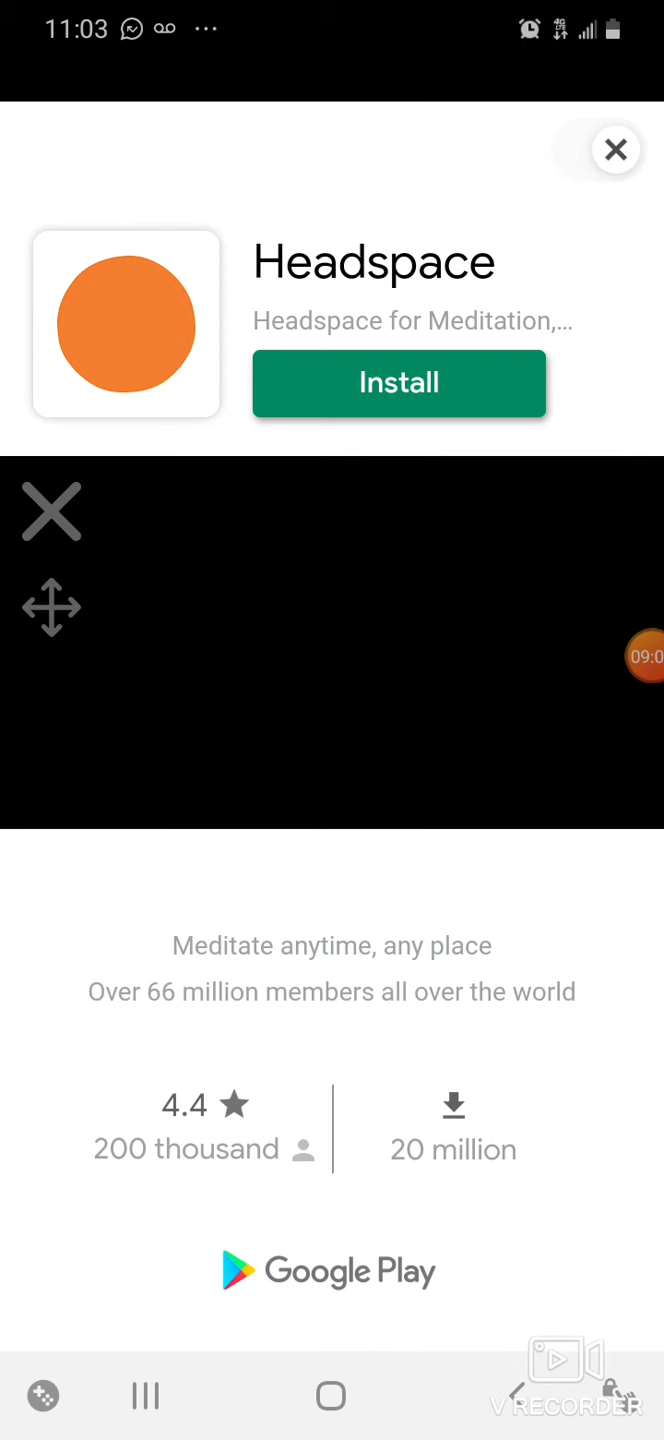 11:03
Headspace
Headspace for Meditation,...
Install
09:0
Meditate anytime, any place
Over 66 million members all over the world
4.4
200 thousand
20 million
Google Play
V RECORDER